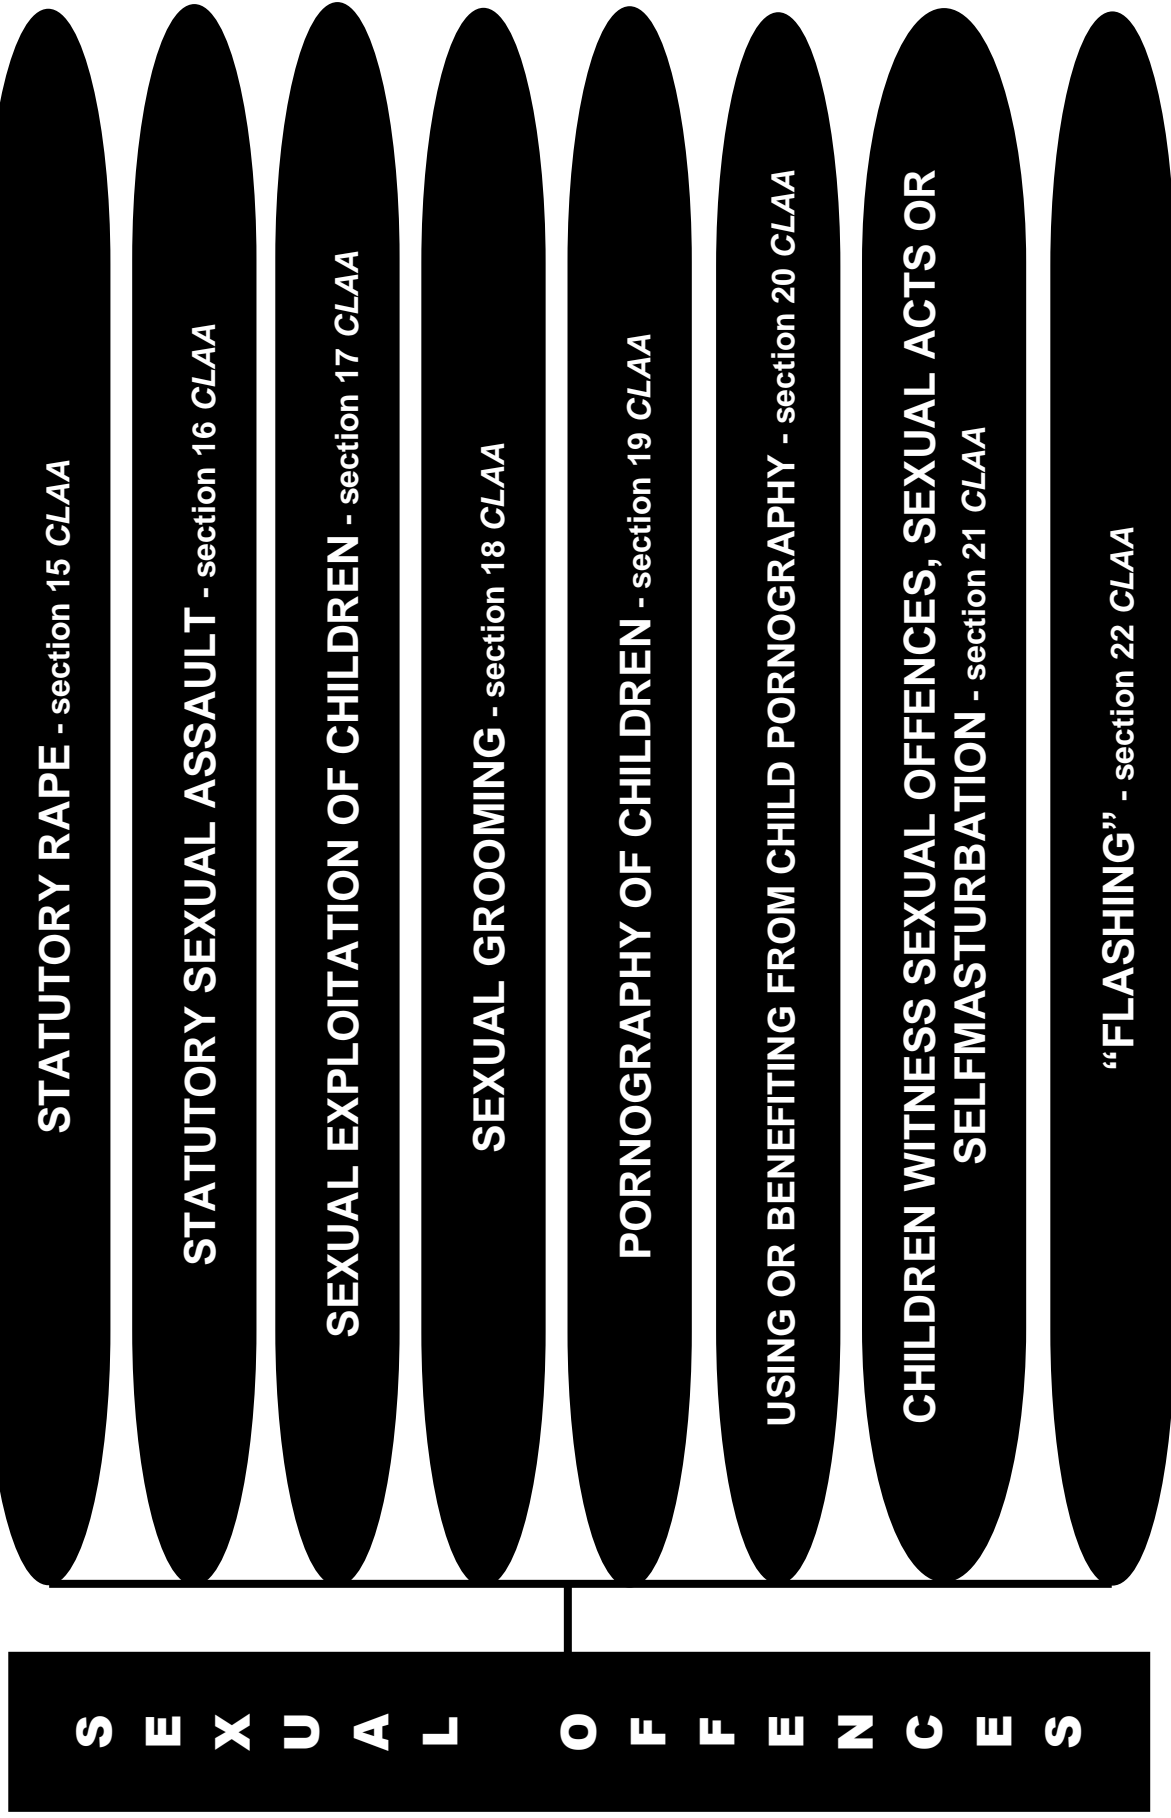 STATUTORY RAPE - section 15 CLAA
STATUTORY SEXUAL ASSAULT - section 16 CLAA
SEXUAL EXPLOITATION OF CHILDREN - section 17 CLAA
SEXUAL GROOMING - section 18 CLAA
PORNOGRAPHY OF CHILDREN - section 19 CLAA
USING OR BENEFITING FROM CHILD PORNOGRAPHY - section 20 CLAA
CHILDREN WITNESS SEXUAL OFFENCES, SEXUAL ACTS OR
SELFMASTURBATION - section 21 CLAA
“FLASHING” - section 22 CLAA
SEXUAL OFFENCES